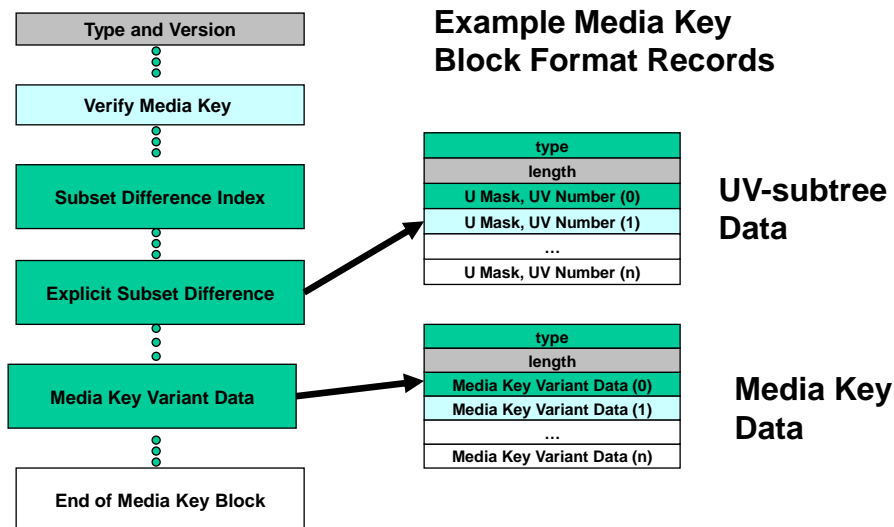 Example Media Key
Block Format Records
Type and Version
Verify Media Key
Subset Difference Index
Explicit Subset Difference
Media Key Variant Data
End of Media Key Block
type
length
U Mask, UV Number (0)
U Mask, UV Number (1)
…
U Mask, UV Number (n)
UV-subtree
Data
type
length
Media Key Variant Data (0)
Media Key Variant Data (1)
…
Media Key Variant Data (n)
Media Key
Data